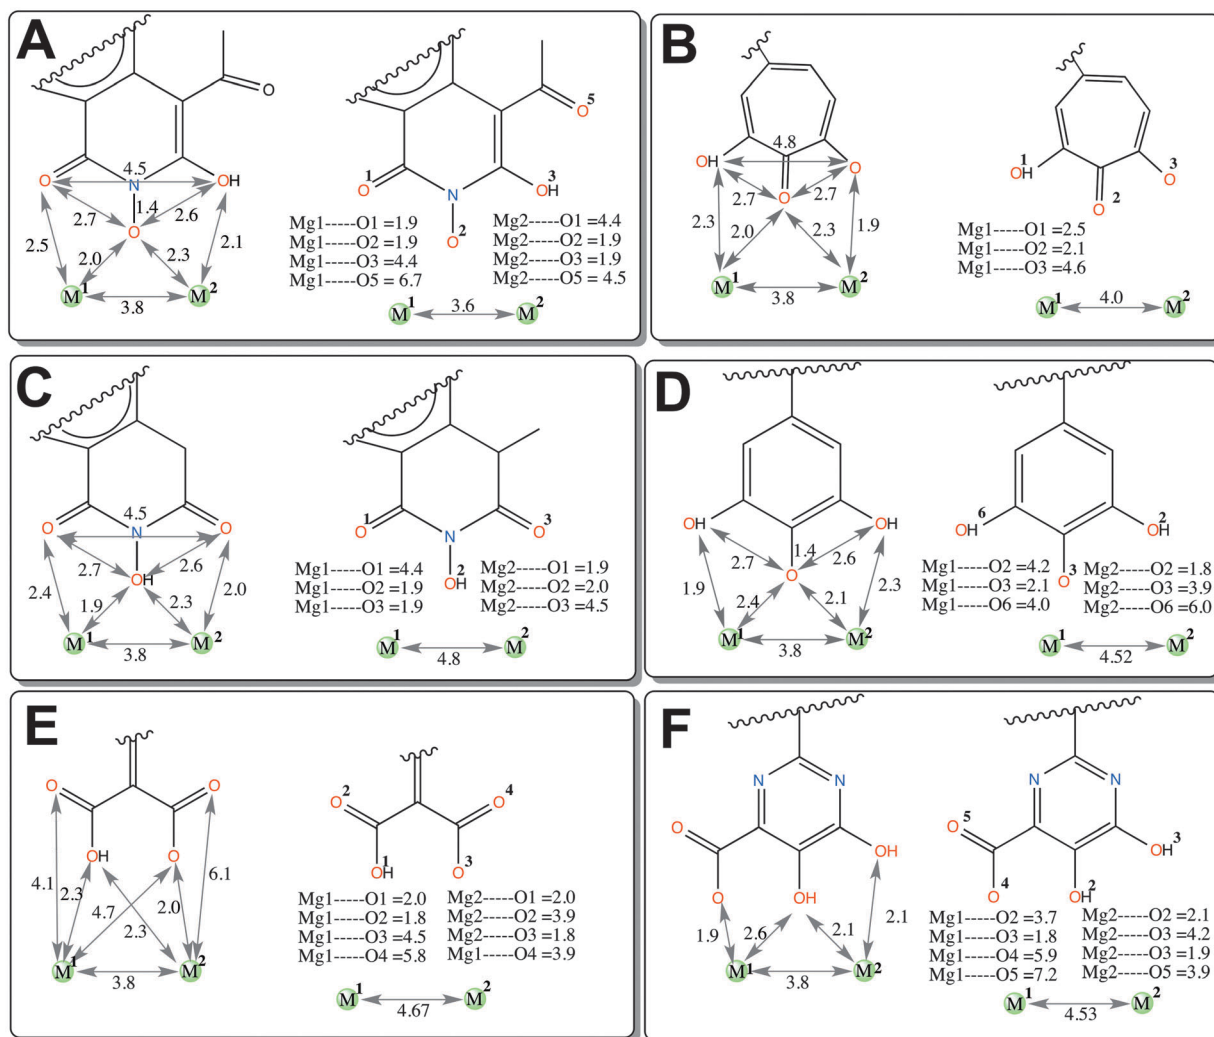 A
O
4.5
O
N
OH
1.4
2.7
2.6
O
2.5
2.0
2.3
2.1
M1
M2
3.8
O 5
1
O
3
OH
N
2
O
Mg1-----O1 =1.9
Mg1-----O2 =1.9
Mg1-----O3 =4.4
Mg1-----O5 = 6.7
Mg2-----O1 =4.4
Mg2-----O2 =1.9
Mg2-----O3 =1.9
Mg2-----O5 = 4.5
M1
3.6
M2
B
OH
4.8
O
2.7
O
2.7
2.3
2.0
2.3
1.9
M1
M2
3.8
1
OH
3
O
O
2
Mg1-----O1 =2.5
Mg1-----O2 =2.1
Mg1-----O3 =4.6
M1
4.0
M2
C
4.5
O
N
O
2.7
2.6
OH
2.4
1.9
2.3
2.0
M1
M2
3.8
1
O
3
O
N
2
OH
Mg1-----O1 =4.4
Mg1-----O2 =1.9
Mg1-----O3 =1.9
Mg2-----O1 =1.9
Mg2-----O2 =2.0
Mg2-----O3 =4.5
M1
4.8
M2
D
OH
OH
1.4
2.7
2.6
O
1.9
2.4
2.1
2.3
M1
M2
3.8
6
OH
2
OH
3
O
Mg1-----O2 =4.2
Mg1-----O3 =2.1
Mg1-----O6 =4.0
Mg2-----O2 =1.8
Mg2-----O3 =3.9
Mg2-----O6 =6.0
M1
4.52
M2
E
O
O
OH
O
4.1
2.3
4.7
2.3
2.0
6.1
M1
M2
3.8
2
O
4
O
1
OH
3
O
Mg1-----O1 =2.0
Mg1-----O2 =1.8
Mg1-----O3 =4.5
Mg1-----O4 =5.8
Mg2-----O1 =2.0
Mg2-----O2 =3.9
Mg2-----O3 =1.8
Mg1-----O4 =3.9
M1
4.67
M2
F
N
N
O
OH
O
OH
1.9
2.6
2.1
2.1
M1
M2
3.8
N
N
5
O
3
OH
4
O
2
OH
Mg1-----O2 =3.7
Mg1-----O3 =1.8
Mg1-----O4 =5.9
Mg1-----O5 =7.2
Mg2-----O2 =2.1
Mg2-----O3 =4.2
Mg2-----O3 =1.9
Mg2-----O5 =3.9
M1
4.53
M2